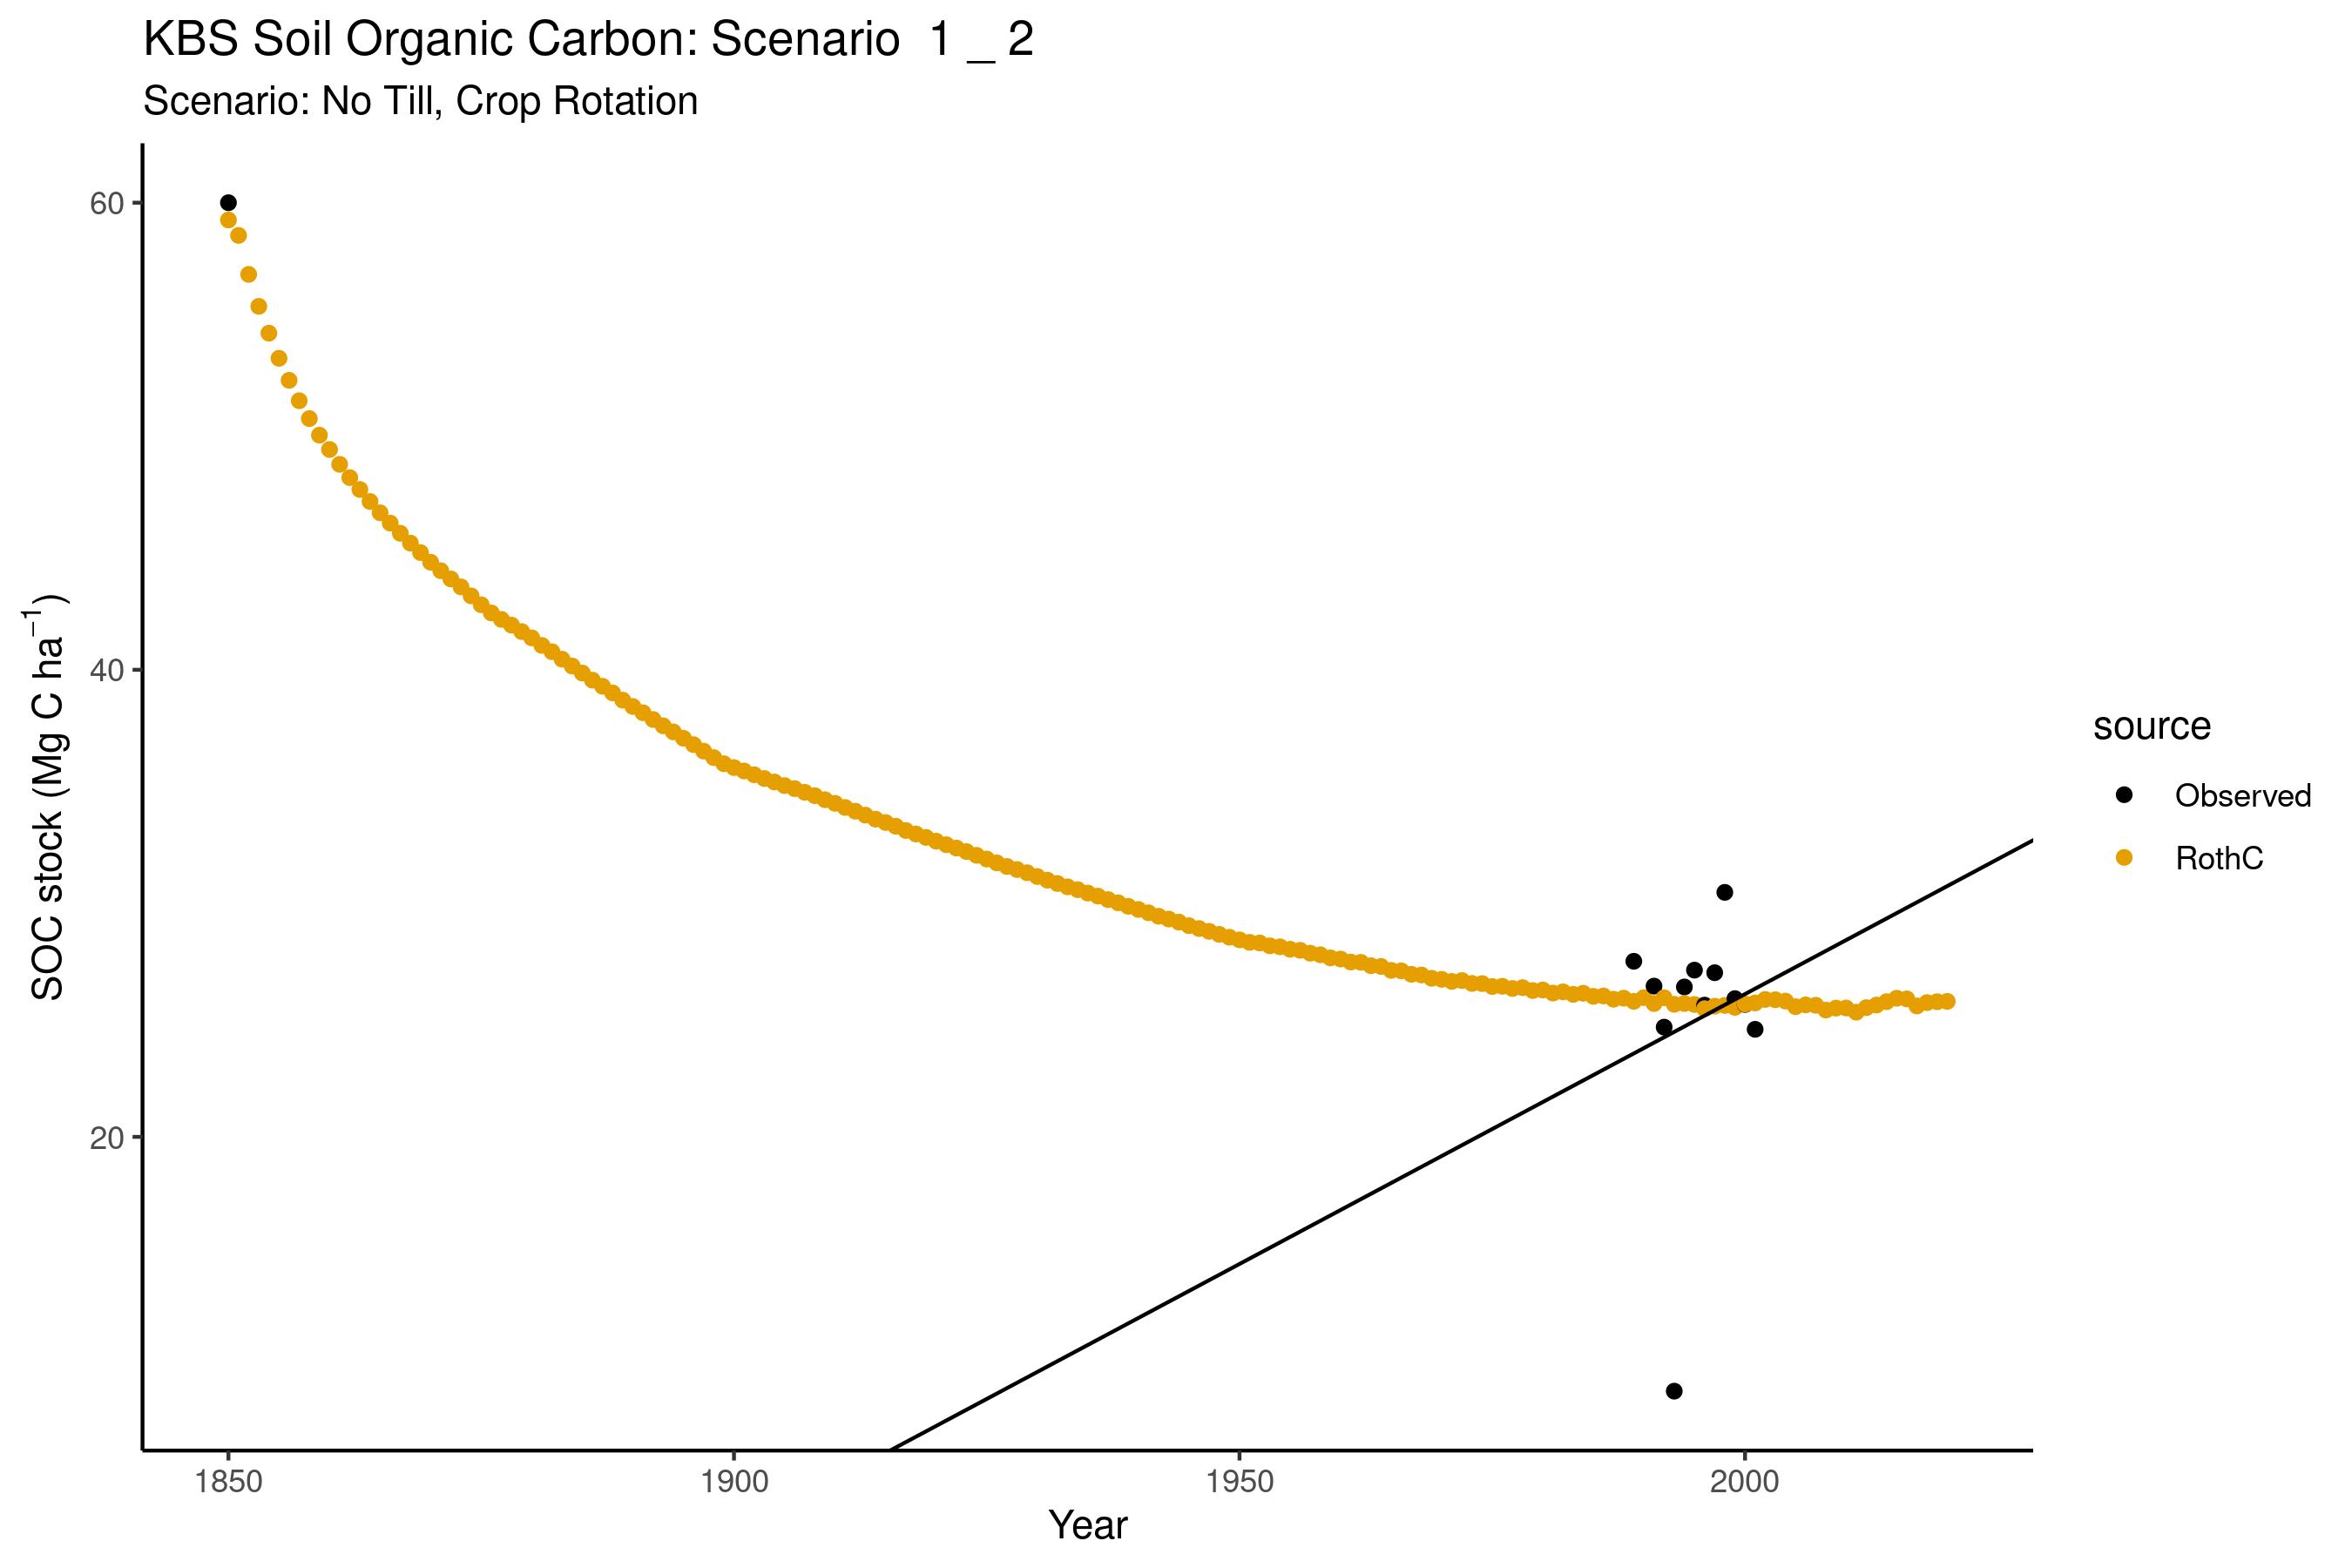 KBS Soil Organic Carbon: Scenario  1 _ 2
Scenario: No Till, Crop Rotation
SOC stock (Mg C ha⁻¹)
60
40
20
1850
1900
1950
2000
Year
source
Observed
RothC